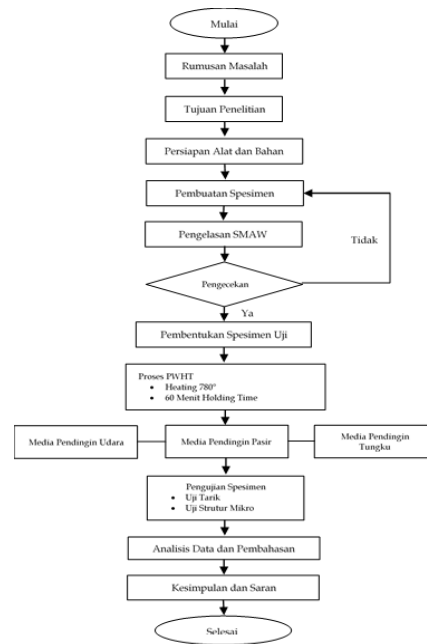 Mulai
Rumusan Masalah
Tujuan Penelitian
Persiapan Alat dan Bahan
Pembuatan Spesimen
Pengelasan SMAW
Tidak
Pengecekan
Ya
Pembentukan Spesimen Uji
Proses PWHT
• Heating 780°
• 60 Menit Holding Time
Media Pendingin Udara
Media Pendingin Pasir
Media Pendingin
Tungku
Pengujian Spesimen
• Uji Tarik
• Uji Strutur Mikro
Analisis Data dan Pembahasan
Kesimpulan dan Saran
Selesai